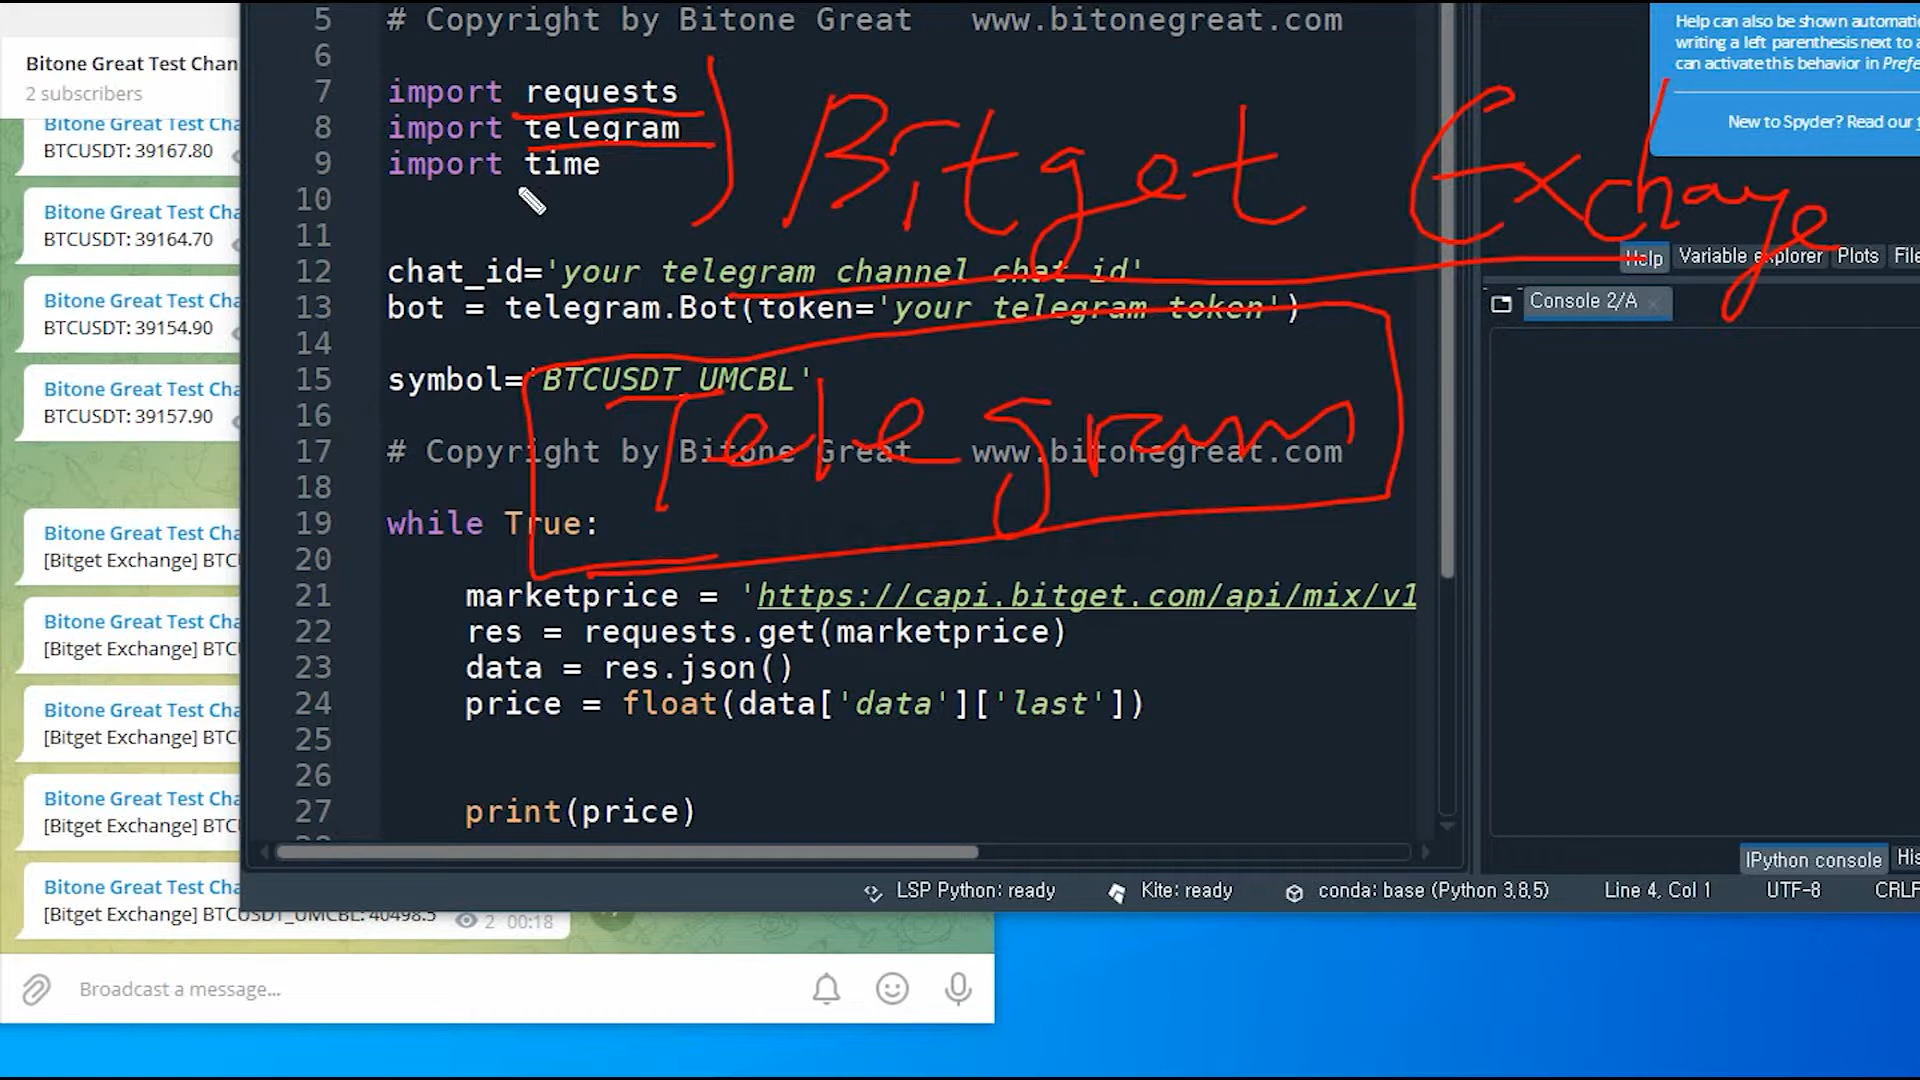 Bitone Great Test Chan
2 subscribers
Bitone Great Test Cha
BTCUSDT: 39167.80
Bitone Great Test Cha
BTCUSDT: 39164.70
Bitone Great Test Cha
BTCUSDT: 39154.90
Bitone Great Test Cha
BTCUSDT: 39157.90
Bitone Great Test Cha
[Bitget Exchange] BTC
Bitone Great Test Cha
[Bitget Exchange] BTC
Bitone Great Test Cha
[Bitget Exchange] BTC
Bitone Great Test Cha
[Bitget Exchange] BTC
Bitone Great Test Cha
[Bitget Exchange] BTCUSDT_UMCBL: 40498.5
2 00:18
Broadcast a message...
5 # Copyright by Bitone Great www.bitonegreat.com
6
7 import requests
8 import telegram
9 import time
10
11
12 chat_id='your telegram channel chat id'
13 bot = telegram.Bot(token='your telegram token')
14
15 symbol='BTCUSDT_UMCBL'
16
17 # Copyright by Bitone Great www.bitonegreat.com
18
19 while True:
20
21 marketprice = 'https://capi.bitget.com/api/mix/v1
22 res = requests.get(marketprice)
23 data = res.json()
24 price = float(data['data']['last'])
25
26
27 print(price)
Bitget Exchange
Telegram
Help can also be shown automatic
writing a left parenthesis next to a
can activate this behavior in Prefe
New to Spyder? Read our t
Help Variable explorer Plots File
Console 2/A
IPython console His
LSP Python: ready Kite: ready conda: base (Python 3.8.5) Line 4, Col 1 UTF-8 CRLF